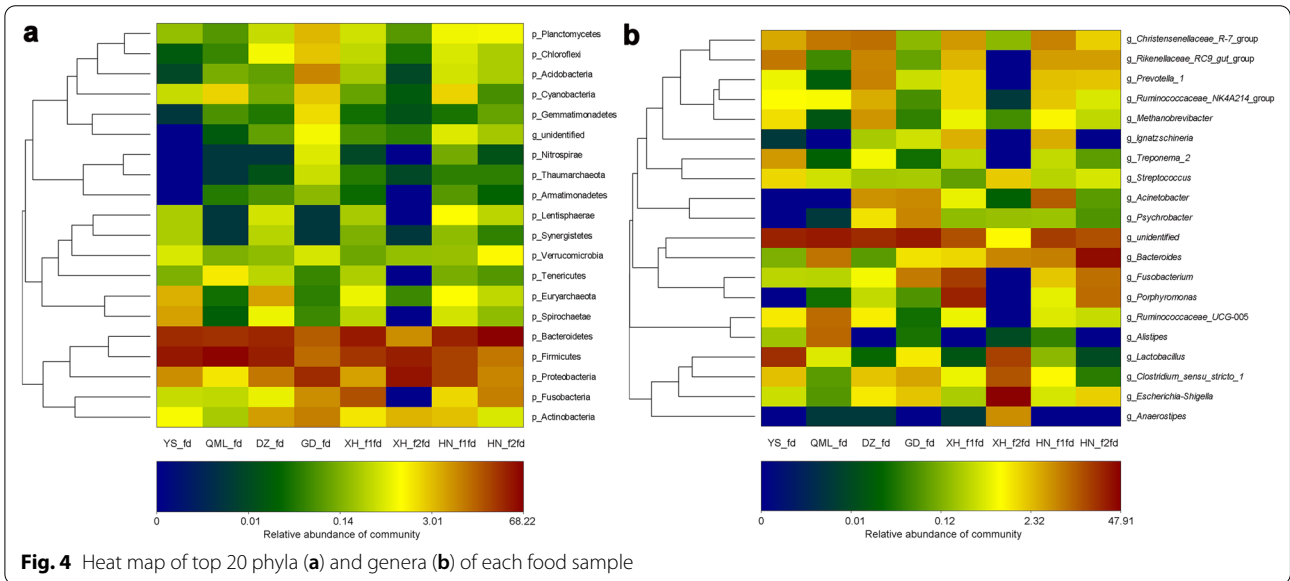 a
p_Planctomycetes
p_Chloroflexi
p_Acidobacteria
p_Cyanobacteria
p_Gemmatimonadetes
g_unidentified
p_Nitrospirae
p_Thaumarchaeota
p_Armatimonadetes
p_Lentisphaerae
p_Synergistetes
p_Verrucomicrobia
p_Tenericutes
p_Euryarchaeota
p_Spirochaetae
p_Bacteroidetes
p_Firmicutes
p_Proteobacteria
p_Fusobacteria
p_Actinobacteria
YS_fd QML_fd DZ_fd GD_fd XH_f1fd XH_f2fd HN_f1fd HN_f2fd
0 0.01 0.14 3.01 68.22
Relative abundance of community
b
g_Christensenellaceae_R-7_group
g_Rikenellaceae_RC9_gut_group
g_Prevotella_1
g_Ruminococcaceae_NK4A214_group
g_Methanobrevibacter
g_Ignatzschineria
g_Treponema_2
g_Streptococcus
g_Acinetobacter
g_Psychrobacter
g_unidentified
g_Bacteroides
g_Fusobacterium
g_Porphyromonas
g_Ruminococcaceae_UCG-005
g_Alistipes
g_Lactobacillus
g_Clostridium_sensu_stricto_1
g_Escherichia-Shigella
g_Anaerostipes
YS_fd QML_fd DZ_fd GD_fd XH_f1fd XH_f2fd HN_f1fd HN_f2fd
0 0.01 0.12 2.32 47.91
Relative abundance of community
Fig. 4 Heat map of top 20 phyla (a) and genera (b) of each food sample